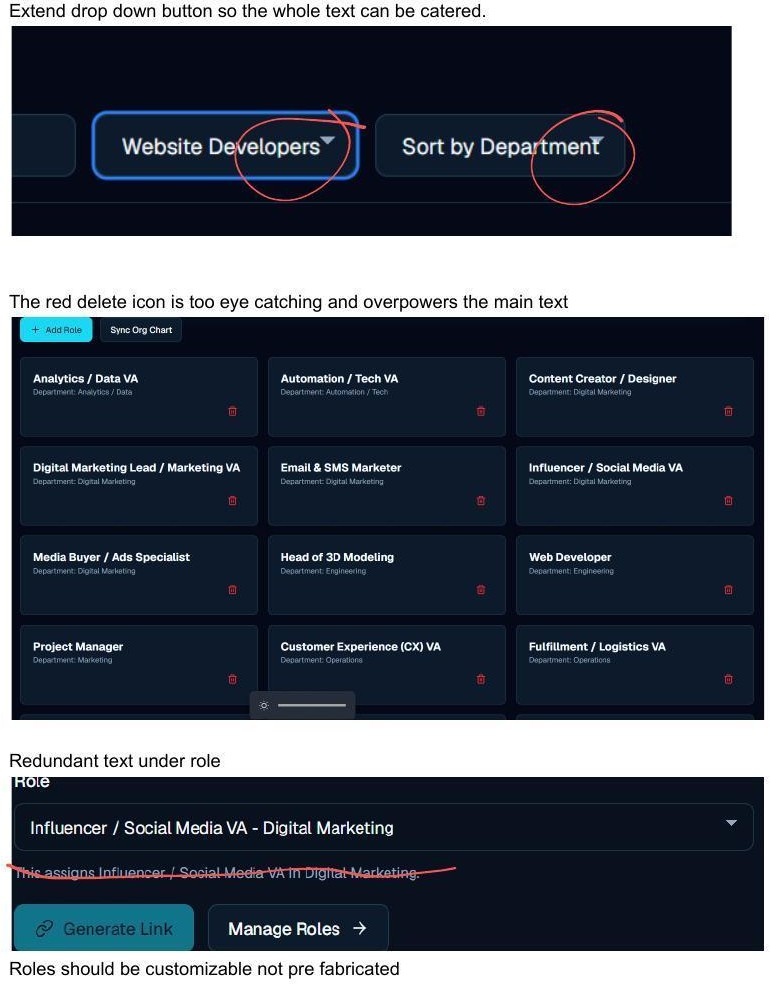 Extend drop down button so the whole text can be catered.
Website Developers
Sort by Department
The red delete icon is too eye catching and overpowers the main text
+ Add Role
Sync Org Chart
Analytics / Data VA
Department: Analytics / Data
Automation / Tech VA
Department: Automation / Tech
Content Creator / Designer
Department: Digital Marketing
Digital Marketing Lead / Marketing VA
Department: Digital Marketing
Email & SMS Marketer
Department: Digital Marketing
Influencer / Social Media VA
Department: Digital Marketing
Media Buyer / Ads Specialist
Department: Digital Marketing
Head of 3D Modeling
Department: Engineering
Web Developer
Department: Engineering
Project Manager
Department: Marketing
Customer Experience (CX) VA
Department: Operations
Fulfillment / Logistics VA
Department: Operations
Redundant text under role
Role
Influencer / Social Media VA - Digital Marketing
This assigns Influencer / Social Media VA in Digital Marketing.
Generate Link
Manage Roles →
Roles should be customizable not pre fabricated